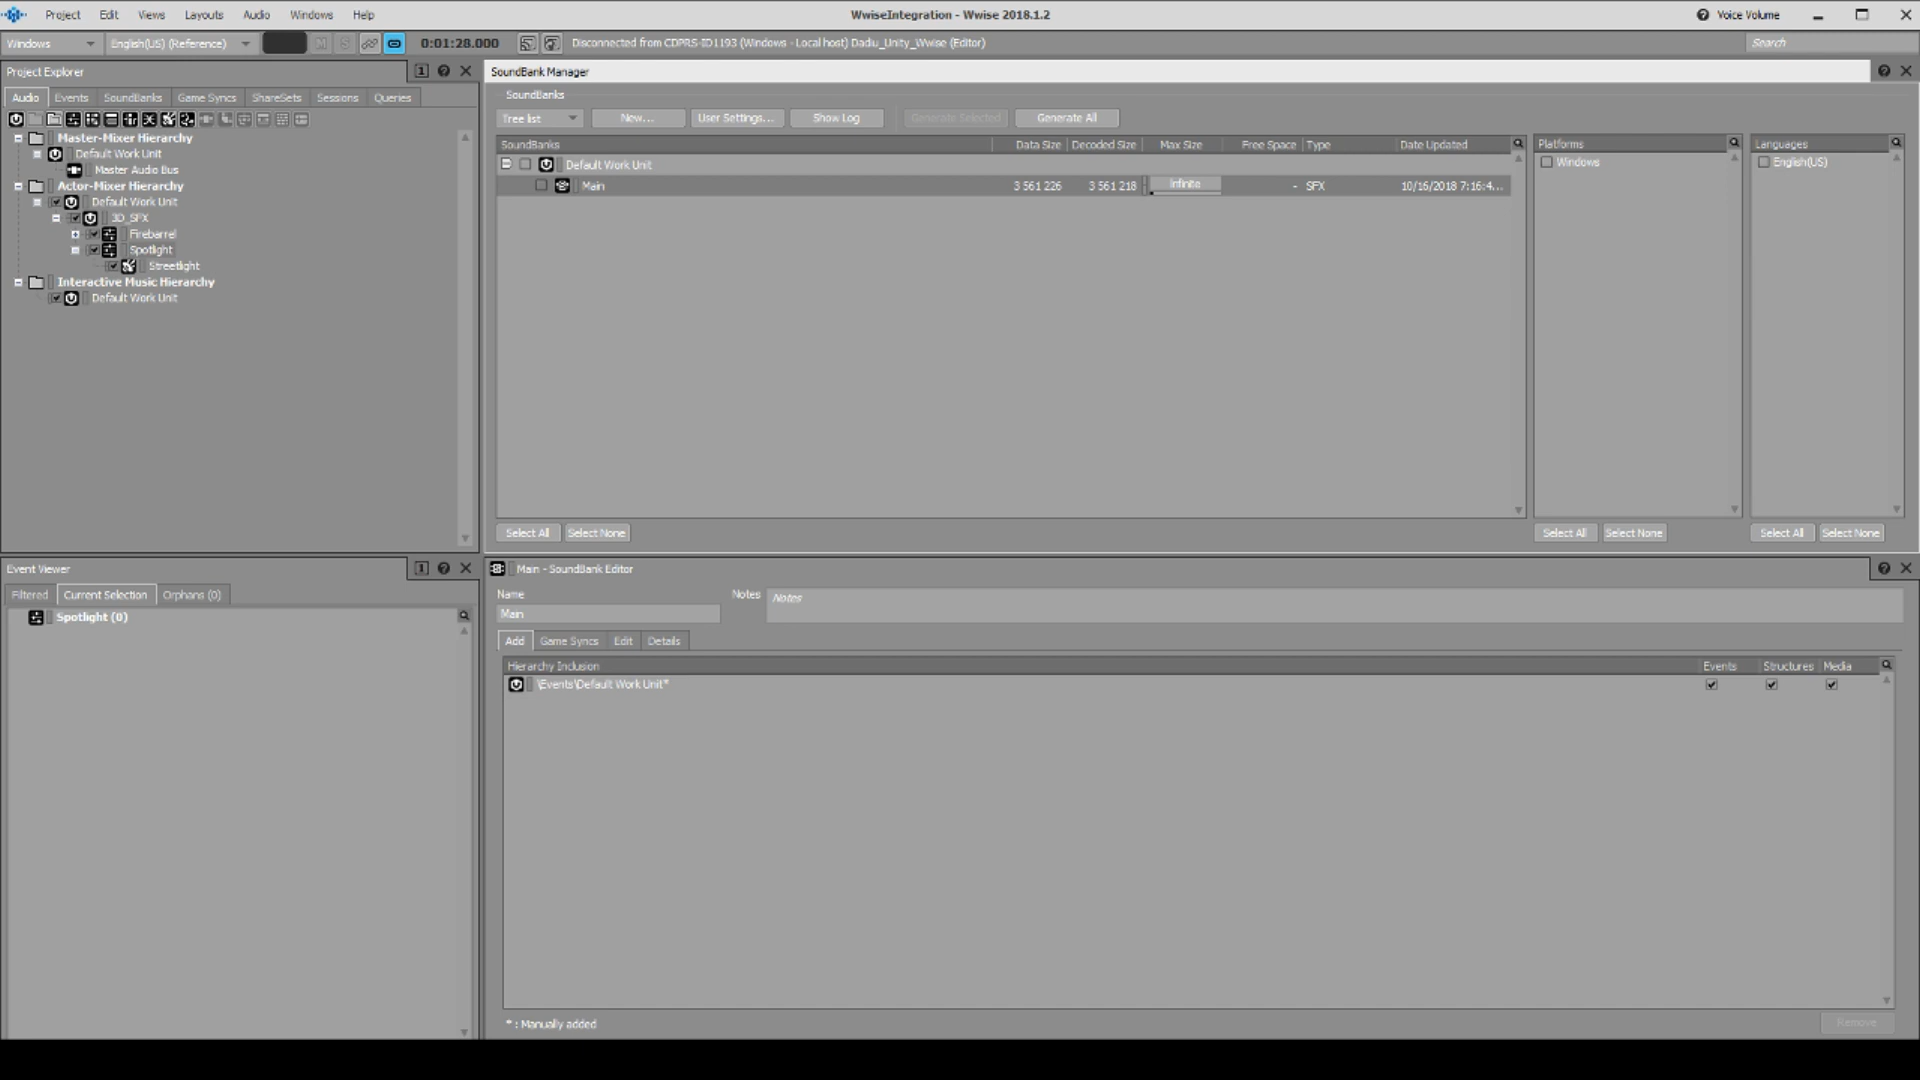 Project Edit Views Layouts Audio Windows Help WwiseIntegration - Wwise 2018.1.2 Voice Volume
Windows English(US) (Reference) M S 0:01:28.000 Disconnected from CDPRS-ID1193 (Windows - Local host) Dadiu_Unity_Wwise (Editor) Search
Project Explorer 1
SoundBank Manager
Audio Events SoundBanks Game Syncs ShareSets Sessions Queries
SoundBanks
Tree list New... User Settings... Show Log Generate Selected Generate All
Master-Mixer Hierarchy
Default Work Unit
Master Audio Bus
Actor-Mixer Hierarchy
Default Work Unit
3D_SFX
Firebarrel
Spotlight
Streetlight
Interactive Music Hierarchy
Default Work Unit
SoundBanks Data Size Decoded Size Max Size Free Space Type Date Updated
Default Work Unit
Main 3 561 226 3 561 218 Infinite - SFX 10/16/2018 7:16:4...
Platforms
Windows
Languages
English(US)
Select All Select None
Select All Select None
Select All Select None
Event Viewer 1
Filtered Current Selection Orphans (0)
Spotlight (0)
Main - SoundBank Editor
Name Notes Notes
Main
Add Game Syncs Edit Details
Hierarchy Inclusion Events Structures Media
\Events\Default Work Unit*
* : Manually added
Remove